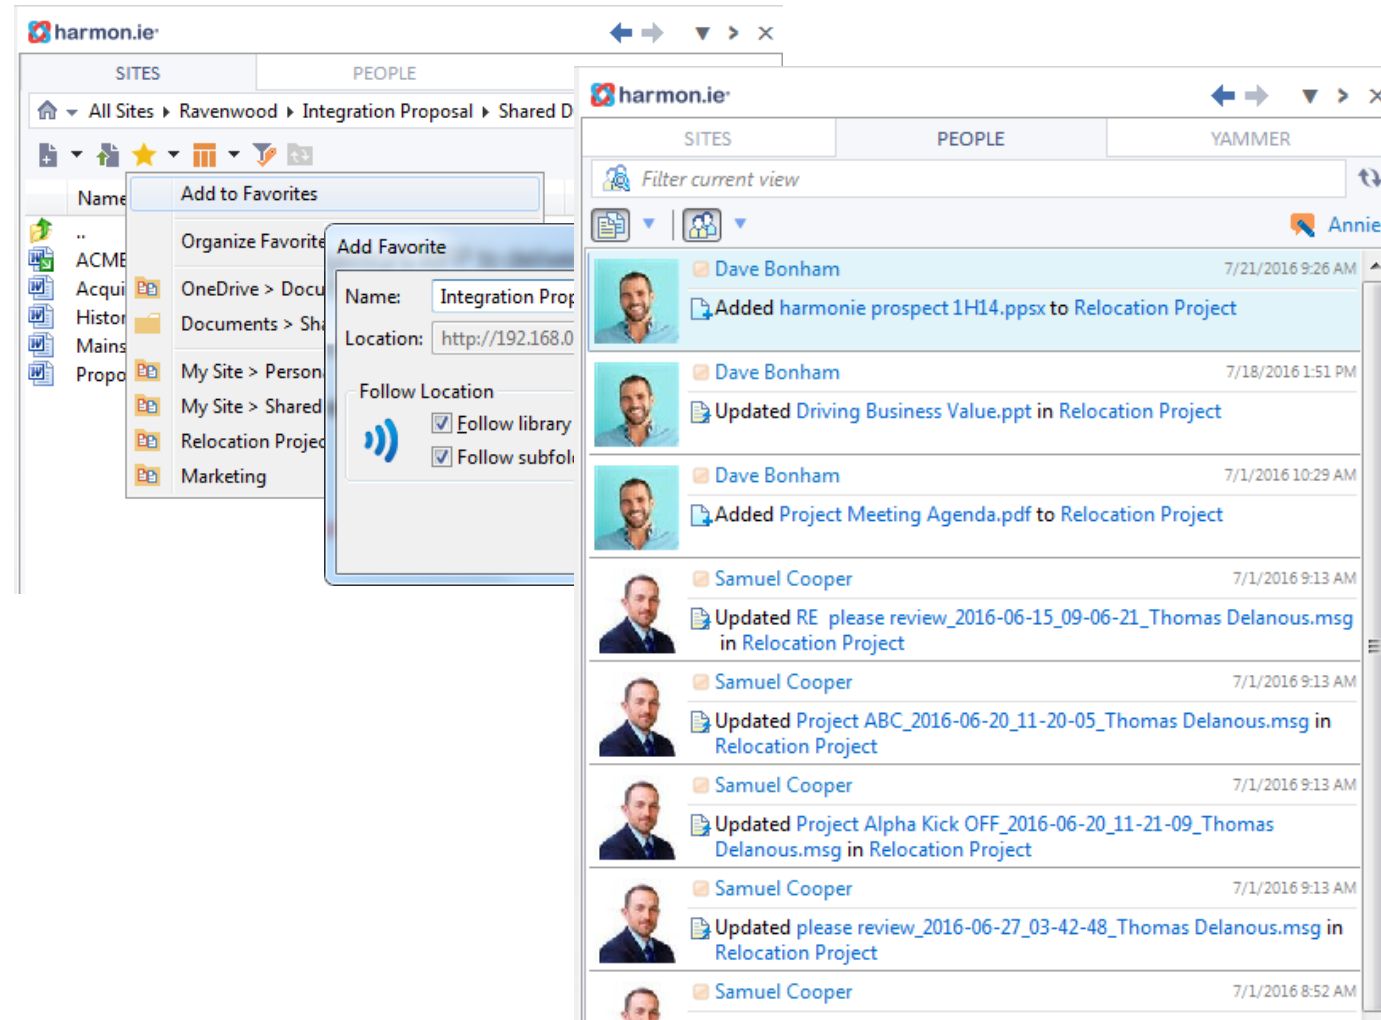 harmon.ie
SITES
PEOPLE
All Sites Ravenwood Integration Proposal Shared D
Name
Add to Favorites
Organize Favorite
OneDrive > Docu
Documents > Sha
My Site > Person
My Site > Shared
Relocation Projec
Marketing
..
ACME
Acqui
Histor
Mains
Propo
Add Favorite
Name: Integration Prop
Location: http://192.168.0
Follow Location
Follow library
Follow subfol
harmon.ie
SITES
PEOPLE
YAMMER
Filter current view
Annie
Dave Bonham 7/21/2016 9:26 AM
Added harmonie prospect 1H14.ppsx to Relocation Project
Dave Bonham 7/18/2016 1:51 PM
Updated Driving Business Value.ppt in Relocation Project
Dave Bonham 7/1/2016 10:29 AM
Added Project Meeting Agenda.pdf to Relocation Project
Samuel Cooper 7/1/2016 9:13 AM
Updated RE please review_2016-06-15_09-06-21_Thomas Delanous.msg
in Relocation Project
Samuel Cooper 7/1/2016 9:13 AM
Updated Project ABC_2016-06-20_11-20-05_Thomas Delanous.msg in
Relocation Project
Samuel Cooper 7/1/2016 9:13 AM
Updated Project Alpha Kick OFF_2016-06-20_11-21-09_Thomas
Delanous.msg in Relocation Project
Samuel Cooper 7/1/2016 9:13 AM
Updated please review_2016-06-27_03-42-48_Thomas Delanous.msg in
Relocation Project
Samuel Cooper 7/1/2016 8:52 AM